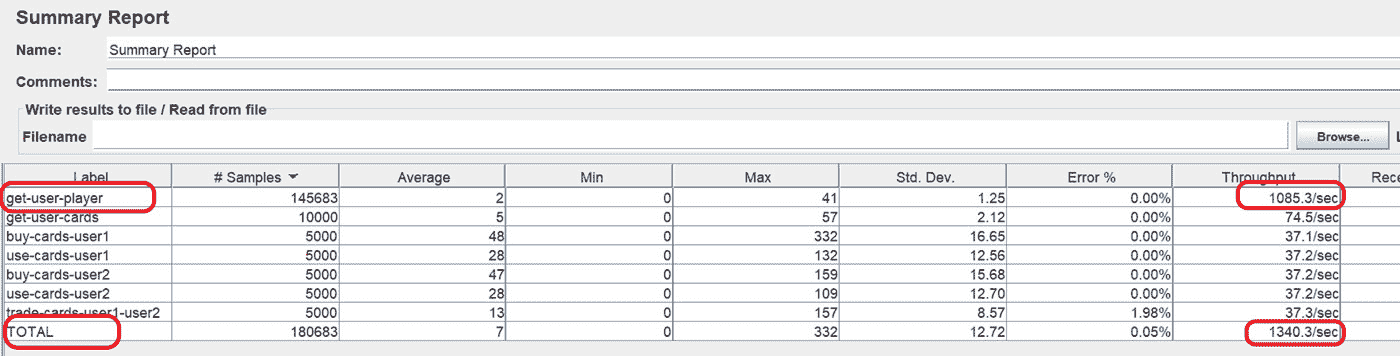 Summary Report
Name: Summary Report
Comments:
Write results to file / Read from file
Filename Browse... L
Label # Samples Average Min Max Std. Dev. Error % Throughput Rece
get-user-player 145683 2 0 41 1.25 0.00% 1085.3/sec
get-user-cards 10000 5 0 57 2.12 0.00% 74.5/sec
buy-cards-user1 5000 48 0 332 16.65 0.00% 37.1/sec
use-cards-user1 5000 28 0 132 12.56 0.00% 37.2/sec
buy-cards-user2 5000 47 0 159 15.68 0.00% 37.2/sec
use-cards-user2 5000 28 0 109 12.70 0.00% 37.2/sec
trade-cards-user1-user2 5000 13 0 157 8.57 1.98% 37.3/sec
TOTAL 180683 7 0 332 12.72 0.05% 1340.3/sec